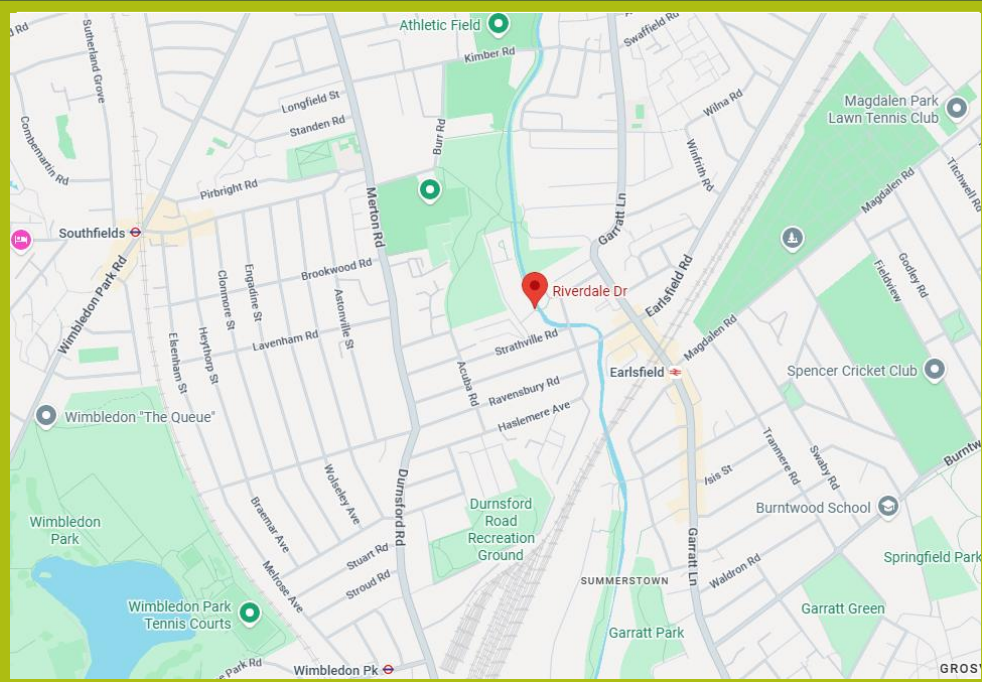 Athletic Field
Swaffield Rd
Rd
Sutherland Grove
Kimber Rd
Longfield St
Wilna Rd
Magdalen Park
Lawn Tennis Club
Standen Rd
Burr Rd
Combemartin Rd
Winfrith Rd
Titchwell Rd
Pirbright Rd
Magdalen Rd
Merton Rd
Garratt Ln
Southfields
Brookwood Rd
Earlsfield Rd
Godley Rd
Fieldview
Wimbledon Park Rd
Clonmore St
Engadine St
Astonville St
Riverdale Dr
Lavenham Rd
Strathville Rd
Magdalen Rd
Elsenham St
Heythorp St
Acuba Rd
Earlsfield
Spencer Cricket Club
Ravensbury Rd
Haslemere Ave
Wimbledon "The Queue"
Tranmere Rd
Swaby Rd
Burntw
Isis St
Wolseley Ave
Durnsford Rd
Durnsford
Road
Recreation
Ground
Burntwood School
Wimbledon
Park
Braemar Ave
Stuart Rd
Garratt Ln
Springfield Park
Melrose Ave
Stroud Rd
SUMMERSTOWN
Waldron Rd
Wimbledon Park
Tennis Courts
Garratt Green
Garratt Park
e Park Rd
Wimbledon Pk
GROSV